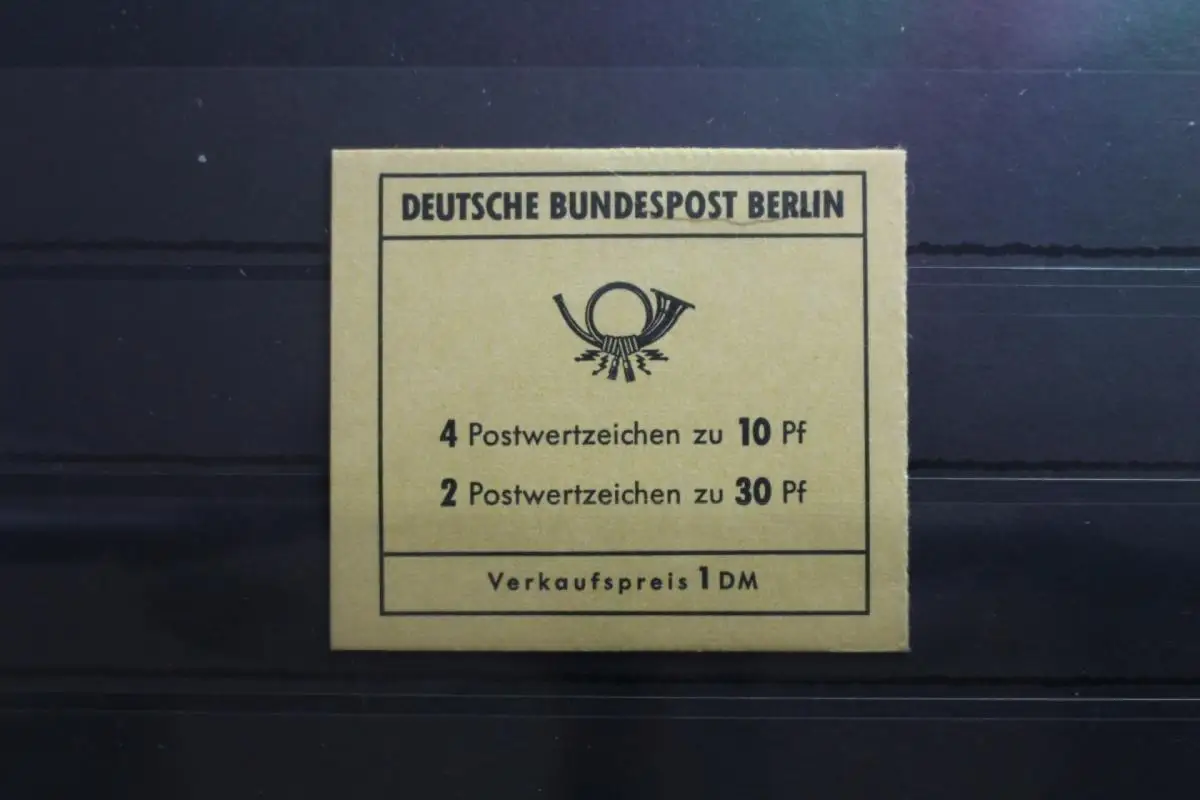 DEUTSCHE BUNDESPOST BERLIN
4 Postwertzeichen zu 10 Pf
2 Postwertzeichen zu 30 Pf
Verkaufspreis 1 DM